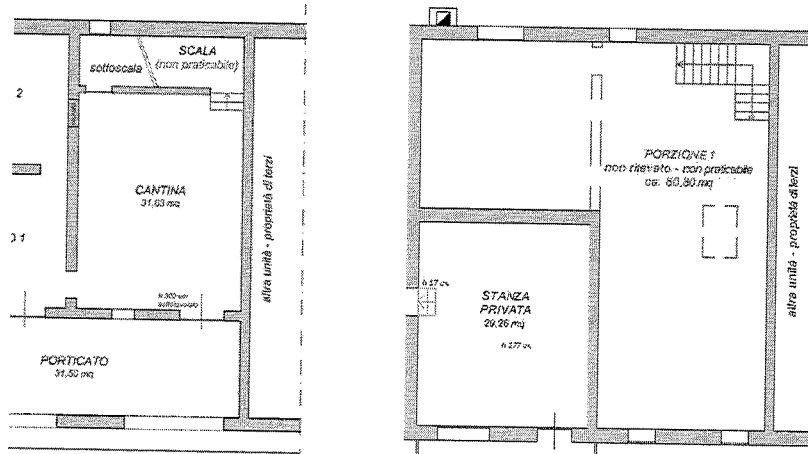 SCALA
(non praticabile)
sottoscala
2
CANTINA
31,63 mq
altra unità - proprietà di terzi
1
h 300 cm
PORTICATO
31,50 mq
PORZIONE 1
non rilevato - non praticabile
ca. 60,80 mq
STANZA
PRIVATA
29,26 mq
h 277 cm
altra unità - proprietà di terzi